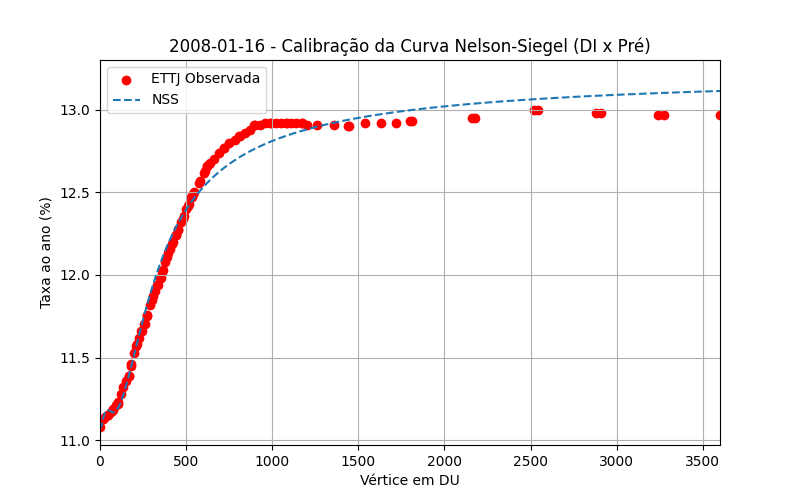 2008-01-16 - Calibração da Curva Nelson-Siegel (DI x Pré)
ETTJ Observada
NSS
Taxa ao ano (%)
13.0
12.5
12.0
11.5
11.0
0 500 1000 1500 2000 2500 3000 3500
Vértice em DU